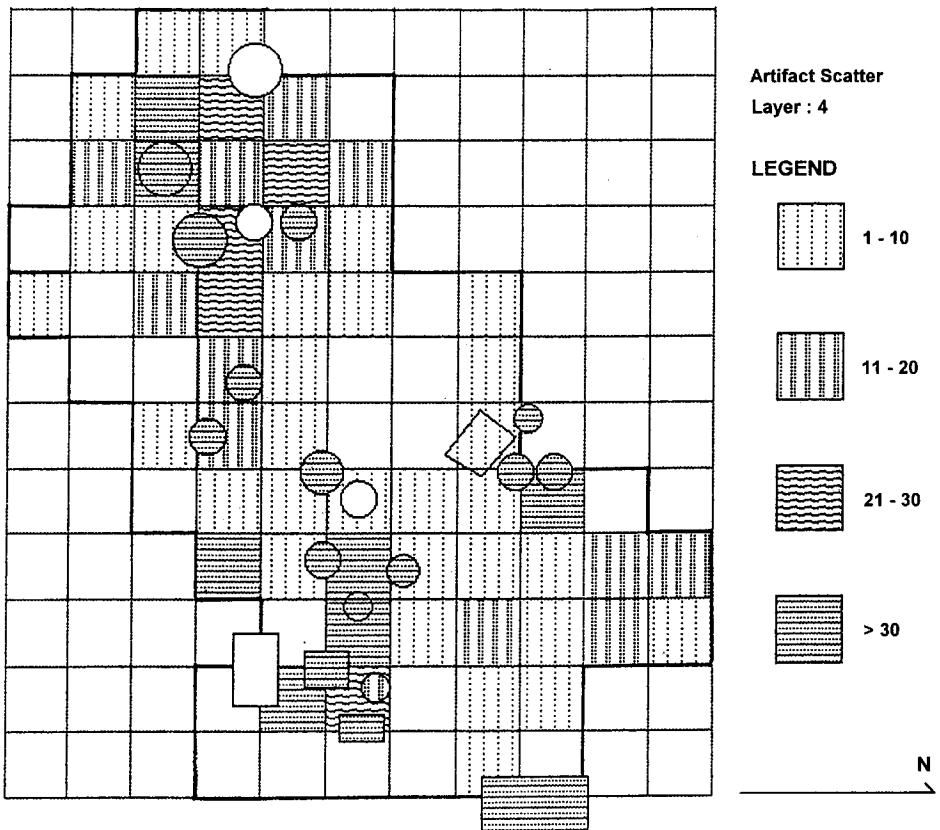 Artifact Scatter
Layer : 4
LEGEND
1 - 10
11 - 20
21 - 30
> 30
N